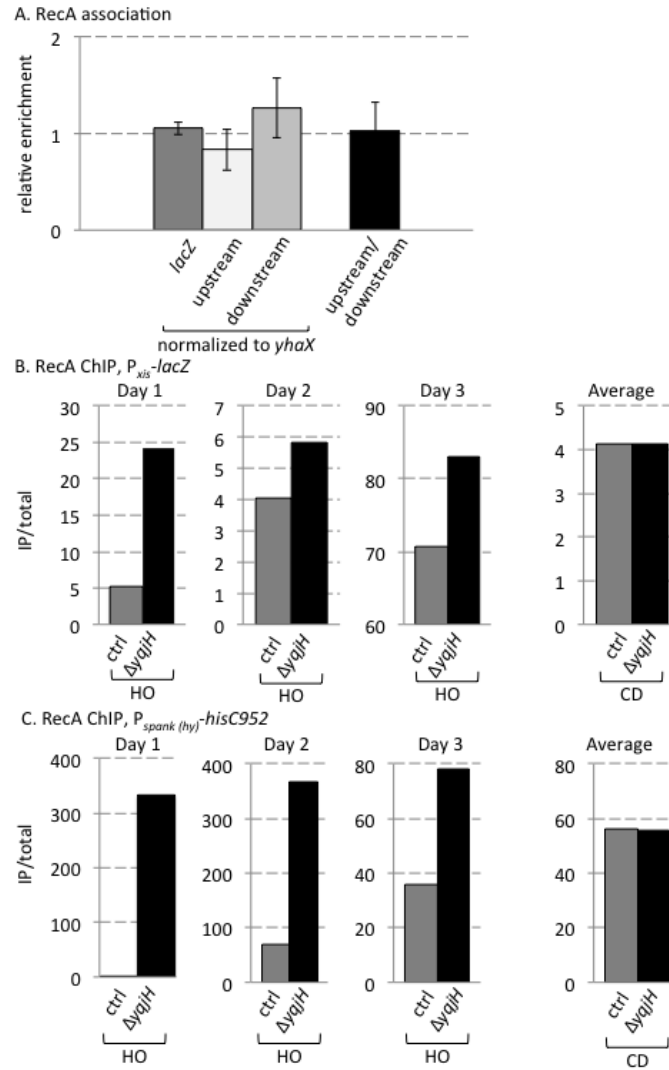 A. RecA association
2
1
0
relative enrichment
lacZ
upstream
downstream
upstream/
downstream
normalized to yhaX
B. RecA ChIP, Pxis-lacZ
Day 1
Day 2
Day 3
Average
IP/total
30
25
20
15
10
5
0
7
6
5
4
3
2
1
0
90
80
70
60
5
4
3
2
1
0
ctrl
ΔyqjH
ctrl
ΔyqjH
ctrl
ΔyqjH
ctrl
ΔyqjH
HO
HO
HO
CD
C. RecA ChIP, Pspank (hy)-hisC952
Day 1
Day 2
Day 3
Average
IP/total
400
300
200
100
0
400
300
200
100
0
80
60
40
20
0
80
60
40
20
0
ctrl
ΔyqjH
ctrl
ΔyqjH
ctrl
ΔyqjH
ctrl
ΔyqjH
HO
HO
HO
CD